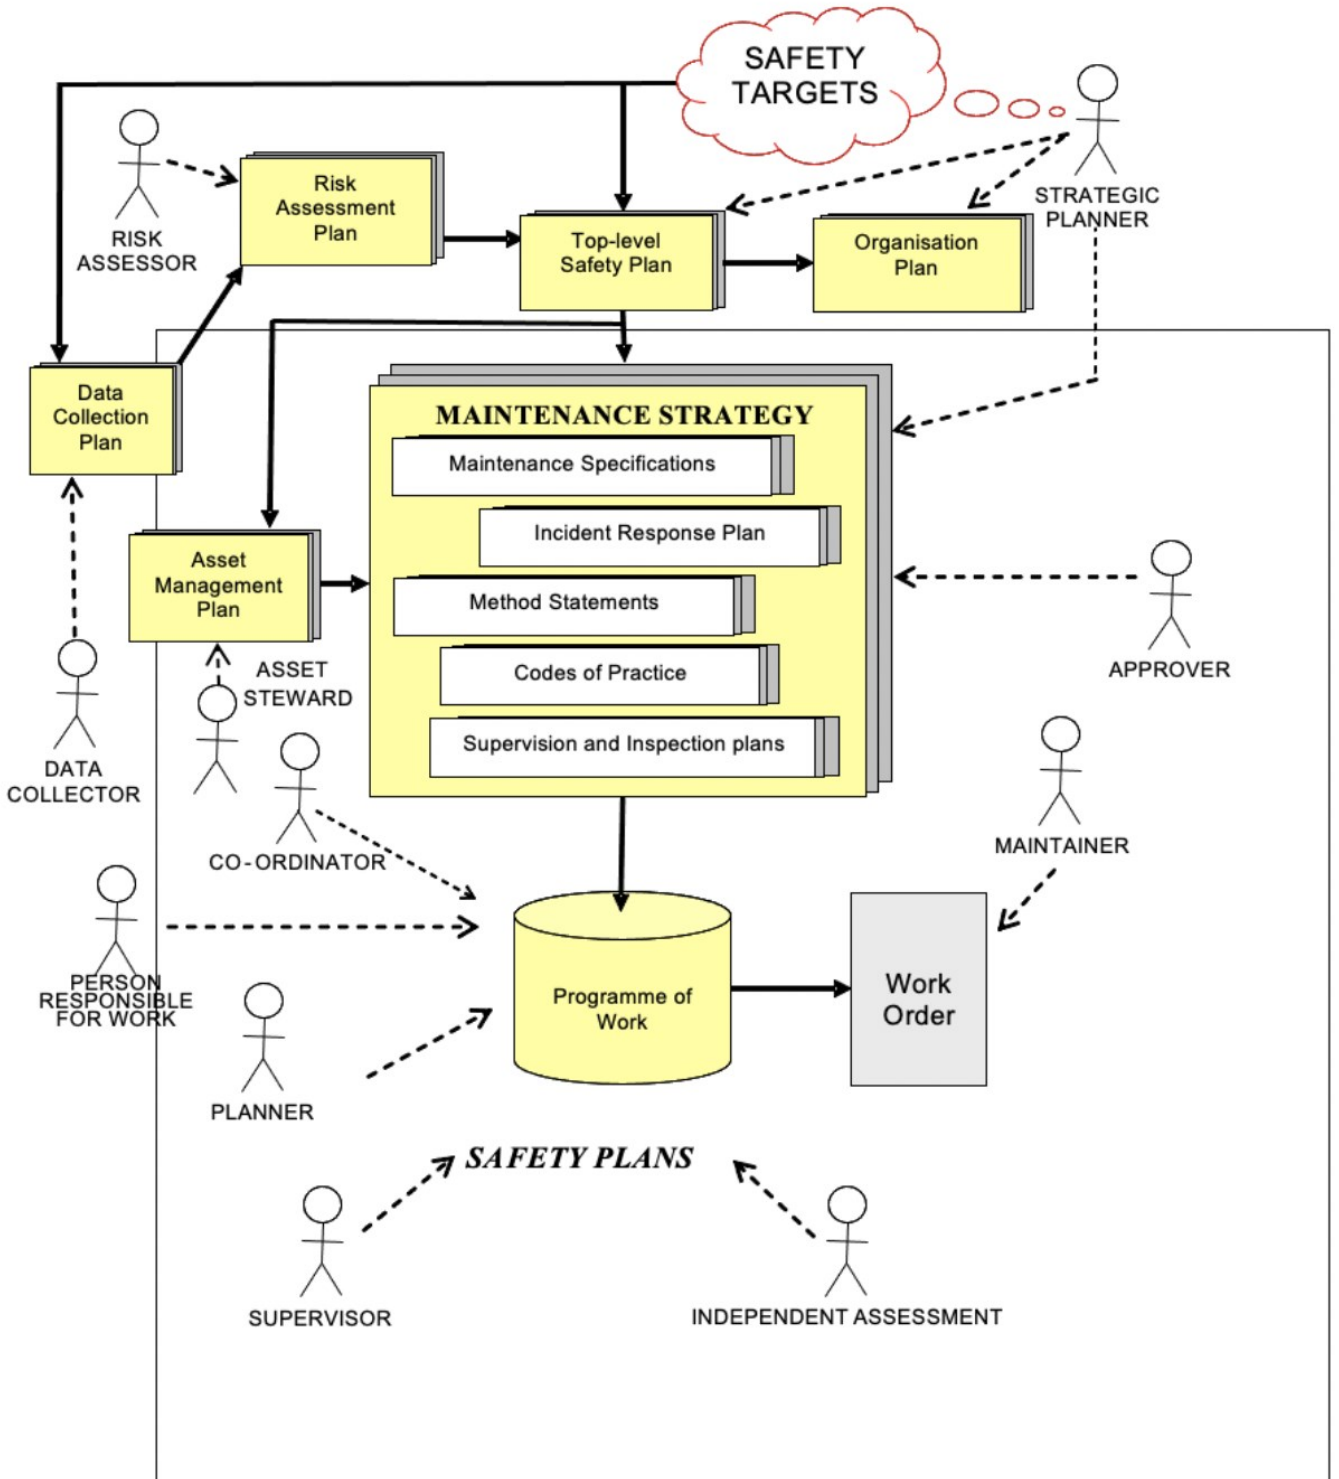 SAFETY
TARGETS
STRATEGIC
PLANNER
RISK
ASSESSOR
Risk
Assessment
Plan
Top-level
Safety Plan
Organisation
Plan
Data
Collection
Plan
MAINTENANCE STRATEGY
Maintenance Specifications
Incident Response Plan
Method Statements
Codes of Practice
Supervision and Inspection plans
Asset
Management
Plan
ASSET
STEWARD
APPROVER
DATA
COLLECTOR
CO-ORDINATOR
MAINTAINER
PERSON
RESPONSIBLE
FOR WORK
Programme of
Work
Work
Order
PLANNER
SAFETY PLANS
SUPERVISOR
INDEPENDENT ASSESSMENT